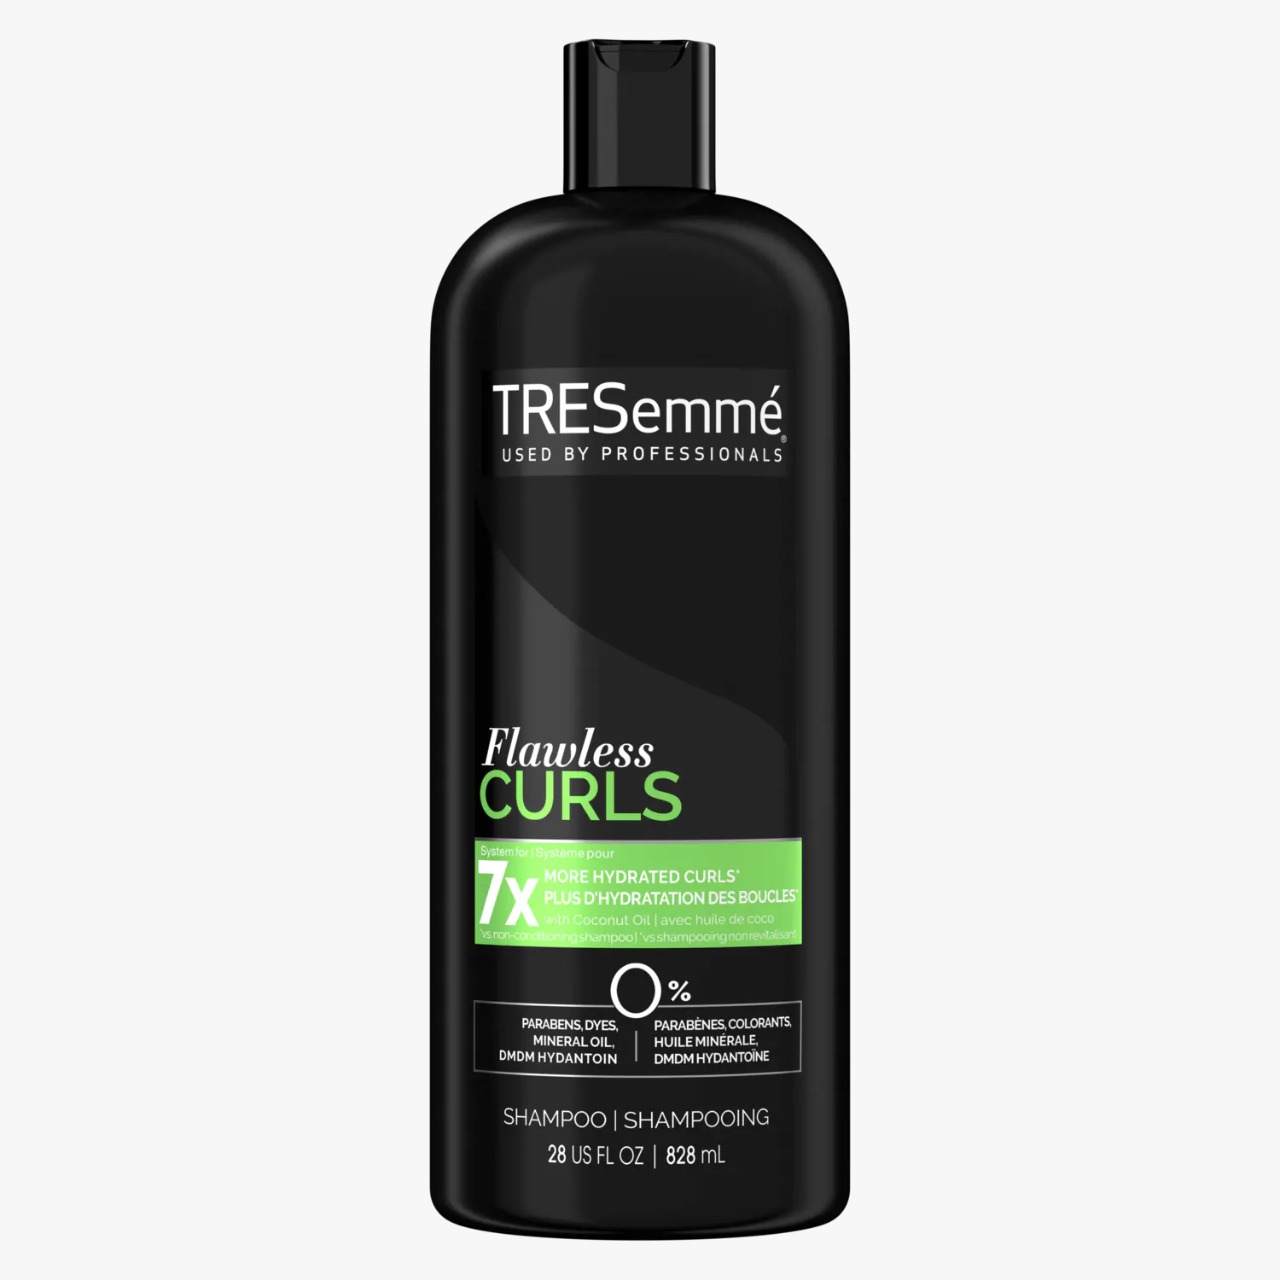 TRESemmé®
USED BY PROFESSIONALS
Flawless
CURLS
System for | Système pour
7x
MORE HYDRATED CURLS*
PLUS D'HYDRATATION DES BOUCLES*
with Coconut Oil | avec huile de coco
*vs. non-conditioning shampoo | *vs shampooing non revitalisant
0%
PARABENS, DYES,
MINERAL OIL,
DMDM HYDANTOIN
PARABÈNES, COLORANTS,
HUILE MINÉRALE,
DMDM HYDANTOÏNE
SHAMPOO | SHAMPOOING
28 US FL OZ | 828 mL